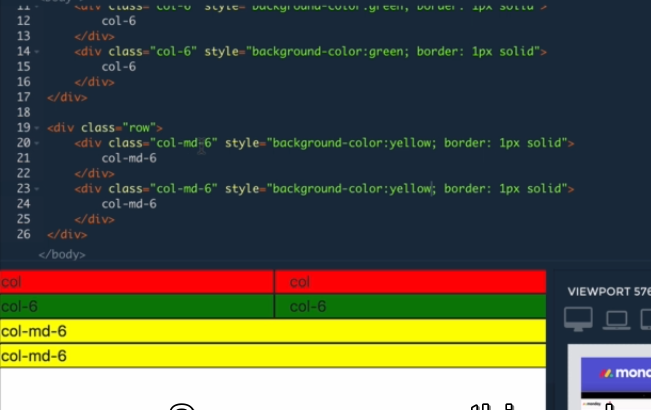 11 <div class="col-6" style="background-color:green; border: 1px solid">
12 col-6
13 </div>
14 <div class="col-6" style="background-color:green; border: 1px solid">
15 col-6
16 </div>
17 </div>
18
19 <div class="row">
20 <div class="col-md-6" style="background-color:yellow; border: 1px solid">
21 col-md-6
22 </div>
23 <div class="col-md-6" style="background-color:yellow; border: 1px solid">
24 col-md-6
25 </div>
26 </div>
</body>
col col
col-6 col-6
col-md-6
col-md-6
VIEWPORT 576